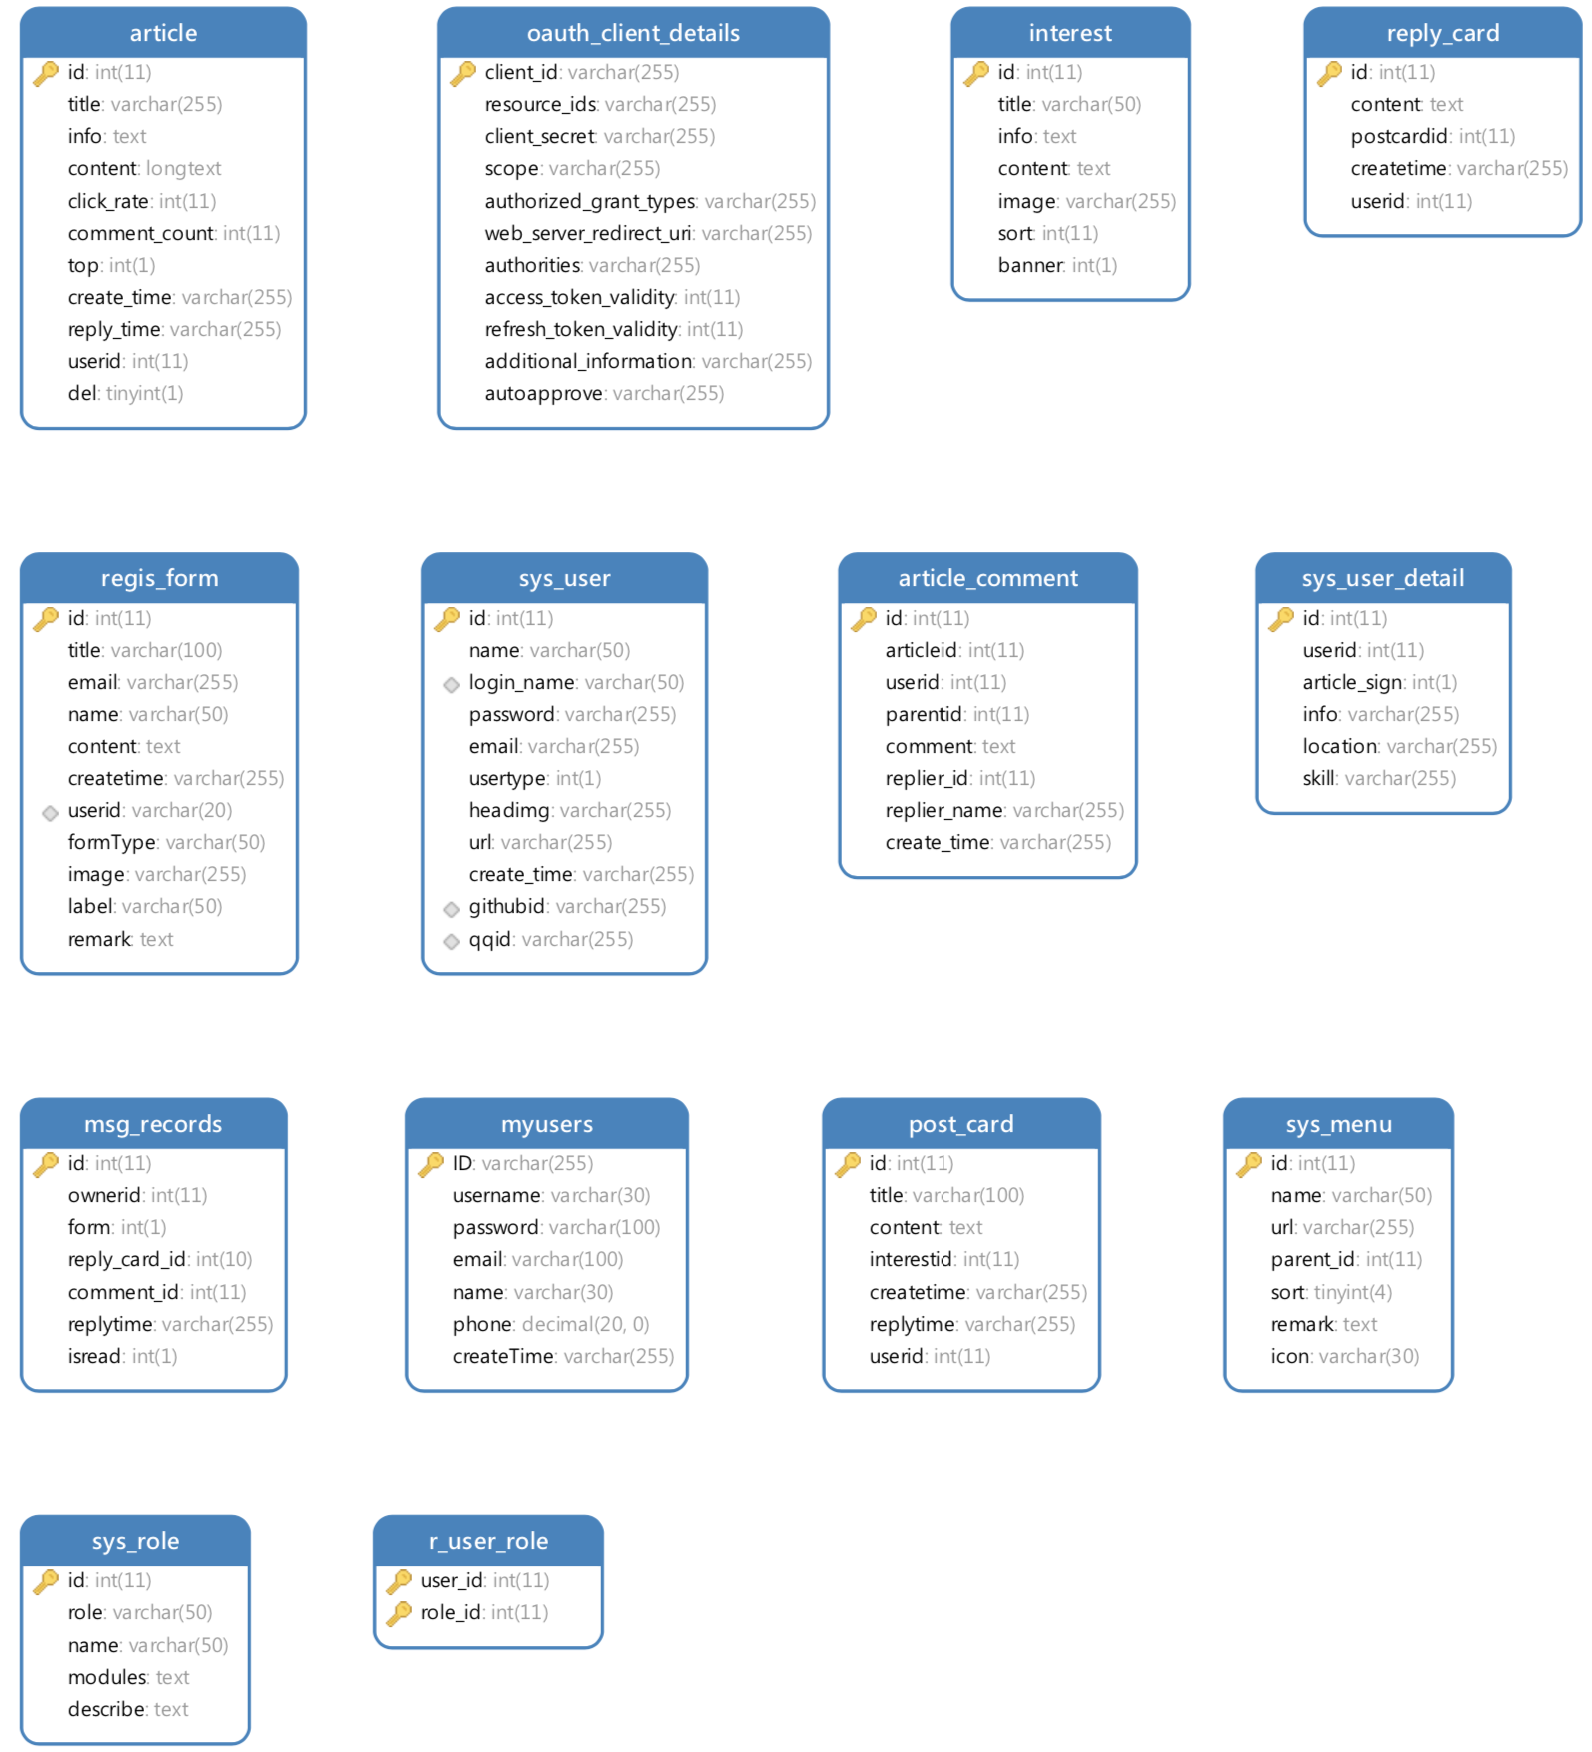 article
id: int(11)
title: varchar(255)
info: text
content: longtext
click_rate: int(11)
comment_count: int(11)
top: int(1)
create_time: varchar(255)
reply_time: varchar(255)
userid: int(11)
del: tinyint(1)
oauth_client_details
client_id: varchar(255)
resource_ids: varchar(255)
client_secret: varchar(255)
scope: varchar(255)
authorized_grant_types: varchar(255)
web_server_redirect_uri: varchar(255)
authorities: varchar(255)
access_token_validity: int(11)
refresh_token_validity: int(11)
additional_information: varchar(255)
autoapprove: varchar(255)
interest
id: int(11)
title: varchar(50)
info: text
content: text
image: varchar(255)
sort: int(11)
banner: int(1)
reply_card
id: int(11)
content: text
postcardid: int(11)
createtime: varchar(255)
userid: int(11)
regis_form
id: int(11)
title: varchar(100)
email: varchar(255)
name: varchar(50)
content: text
createtime: varchar(255)
userid: varchar(20)
formType: varchar(50)
image: varchar(255)
label: varchar(50)
remark: text
sys_user
id: int(11)
name: varchar(50)
login_name: varchar(50)
password: varchar(255)
email: varchar(255)
usertype: int(1)
headimg: varchar(255)
url: varchar(255)
create_time: varchar(255)
githubid: varchar(255)
qqid: varchar(255)
article_comment
id: int(11)
articleid: int(11)
userid: int(11)
parentid: int(11)
comment: text
replier_id: int(11)
replier_name: varchar(255)
create_time: varchar(255)
sys_user_detail
id: int(11)
userid: int(11)
article_sign: int(1)
info: varchar(255)
location: varchar(255)
skill: varchar(255)
msg_records
id: int(11)
ownerid: int(11)
form: int(1)
reply_card_id: int(10)
comment_id: int(11)
replytime: varchar(255)
isread: int(1)
myusers
ID: varchar(255)
username: varchar(30)
password: varchar(100)
email: varchar(100)
name: varchar(30)
phone: decimal(20, 0)
createTime: varchar(255)
post_card
id: int(11)
title: varchar(100)
content: text
interestid: int(11)
createtime: varchar(255)
replytime: varchar(255)
userid: int(11)
sys_menu
id: int(11)
name: varchar(50)
url: varchar(255)
parent_id: int(11)
sort: tinyint(4)
remark: text
icon: varchar(30)
sys_role
id: int(11)
role: varchar(50)
name: varchar(50)
modules: text
describe: text
r_user_role
user_id: int(11)
role_id: int(11)